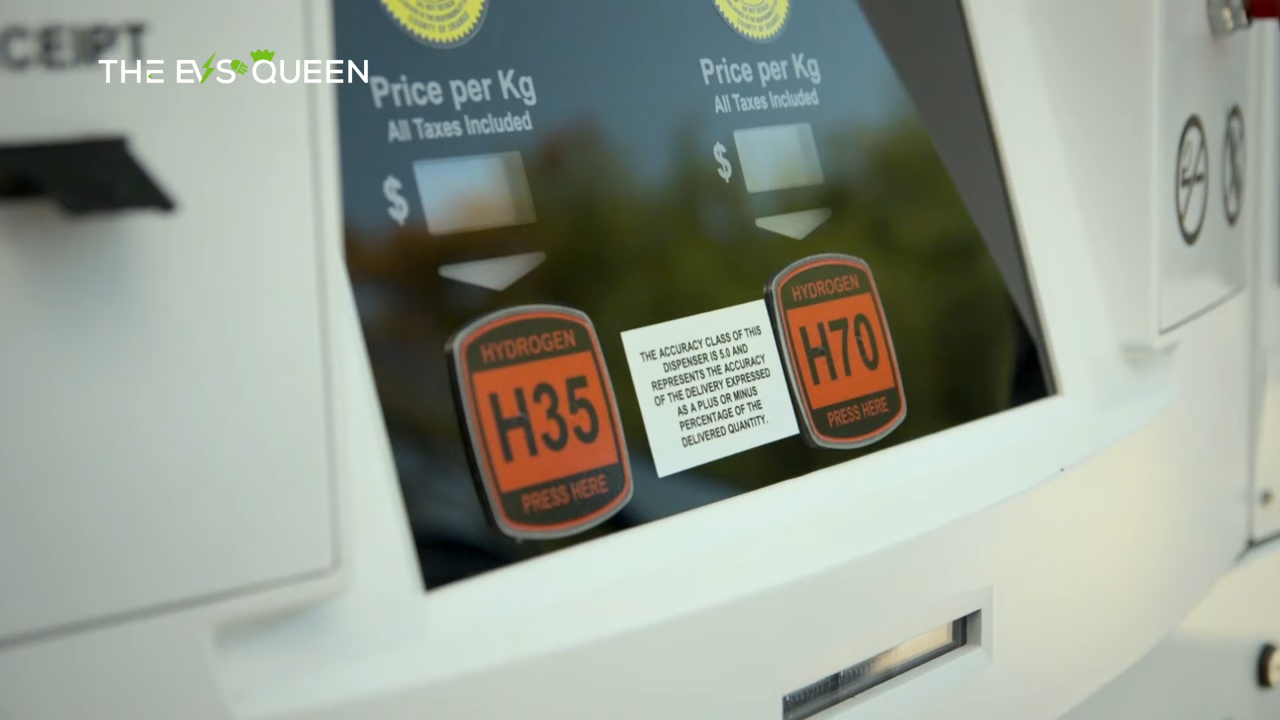 CEIPT
THE EVS QUEEN
Price per Kg
All Taxes Included
$
HYDROGEN
H35
PRESS HERE
Price per Kg
All Taxes Included
$
THE ACCURACY CLASS OF THIS
DISPENSER IS 5.0 AND
REPRESENTS THE ACCURACY
OF THE DELIVERY EXPRESSED
AS A PLUS OR MINUS
PERCENTAGE OF THE
DELIVERED QUANTITY.
HYDROGEN
H70
PRESS HERE